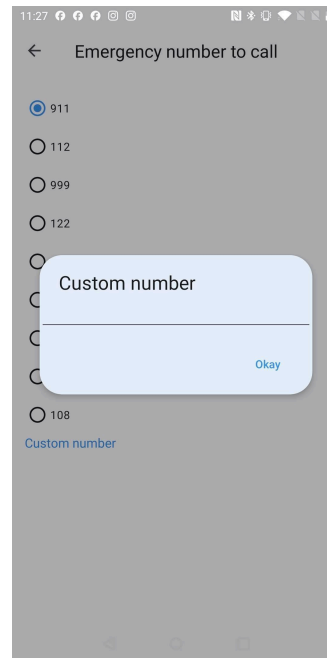 11:27
Emergency number to call
911
112
999
122
Custom number
Okay
108
Custom number